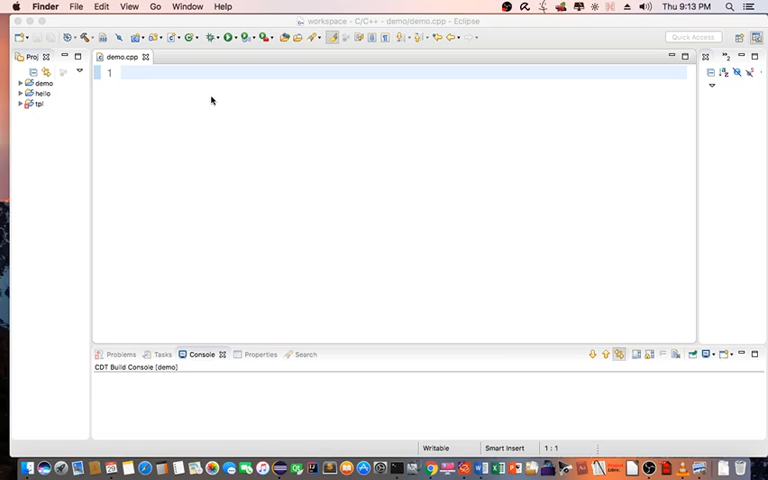 Finder File Edit View Go Window Help Thu 9:13 PM
workspace - C/C++ - demo/demo.cpp - Eclipse
Quick Access
Proj demo.cpp
1
demo
hello
tpl
Problems Tasks Console Properties Search
CDT Build Console [demo]
Writable Smart Insert 1 : 1